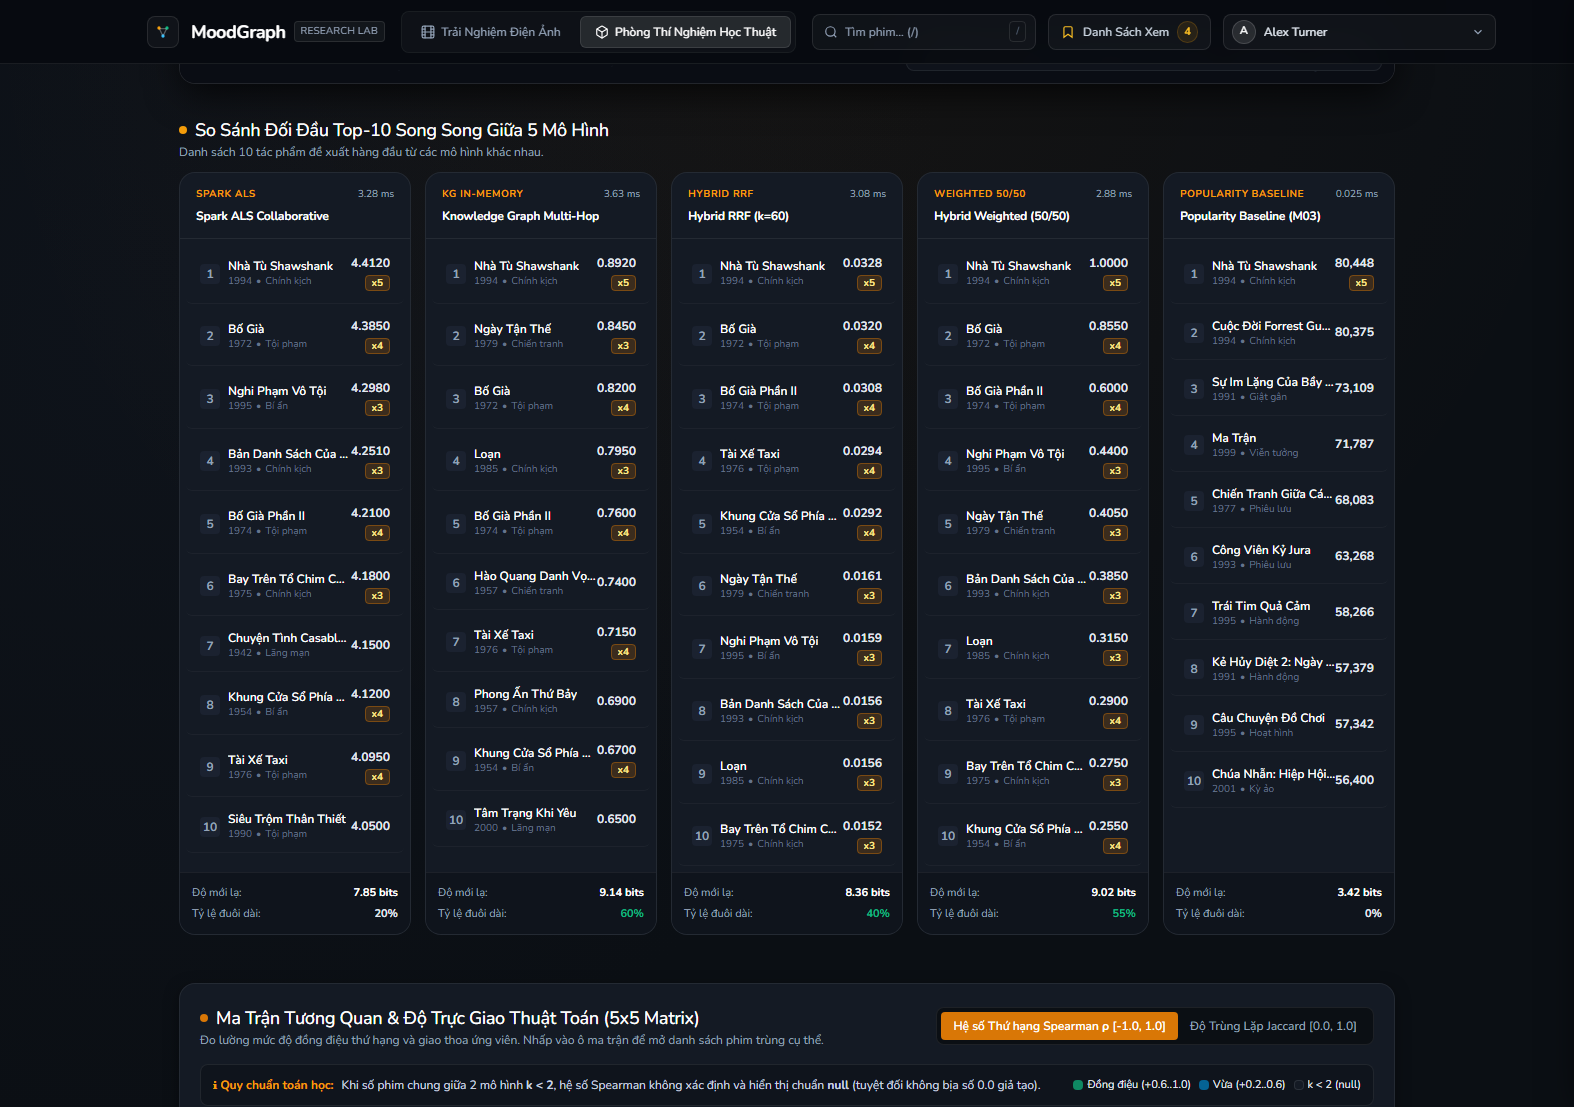 MoodGraph RESEARCH LAB Trải Nghiệm Điện Ảnh Phòng Thí Nghiệm Học Thuật Tìm phim... (/) / Danh Sách Xem 4 A Alex Turner
So Sánh Đối Đầu Top-10 Song Song Giữa 5 Mô Hình
Danh sách 10 tác phẩm đề xuất hàng đầu từ các mô hình khác nhau.
SPARK ALS 3.28 ms
Spark ALS Collaborative
1 Nhà Tù Shawshank 4.4120
1994 • Chính kịch x5
2 Bố Già 4.3850
1972 • Tội phạm x4
3 Nghi Phạm Vô Tội 4.2980
1995 • Bí ẩn x3
4 Bản Danh Sách Của ... 4.2510
1993 • Chính kịch x3
5 Bố Già Phần II 4.2100
1974 • Tội phạm x4
6 Bay Trên Tổ Chim C... 4.1800
1975 • Chính kịch x3
7 Chuyện Tình Casabl... 4.1500
1942 • Lãng mạn
8 Khung Cửa Sổ Phía ... 4.1200
1954 • Bí ẩn x4
9 Tài Xế Taxi 4.0950
1976 • Tội phạm x4
10 Siêu Trộm Thân Thiết 4.0500
1990 • Tội phạm
Độ mới lạ: 7.85 bits
Tỷ lệ đuôi dài: 20%
KG IN-MEMORY 3.63 ms
Knowledge Graph Multi-Hop
1 Nhà Tù Shawshank 0.8920
1994 • Chính kịch x5
2 Ngày Tận Thế 0.8450
1979 • Chiến tranh x3
3 Bố Già 0.8200
1972 • Tội phạm x4
4 Loạn 0.7950
1985 • Chính kịch x3
5 Bố Già Phần II 0.7600
1974 • Tội phạm x4
6 Hào Quang Danh Vọ... 0.7400
1957 • Chiến tranh
7 Tài Xế Taxi 0.7150
1976 • Tội phạm x4
8 Phong Ấn Thứ Bảy 0.6900
1957 • Chính kịch
9 Khung Cửa Sổ Phía ... 0.6700
1954 • Bí ẩn x4
10 Tâm Trạng Khi Yêu 0.6500
2000 • Lãng mạn
Độ mới lạ: 9.14 bits
Tỷ lệ đuôi dài: 60%
HYBRID RRF 3.08 ms
Hybrid RRF (k=60)
1 Nhà Tù Shawshank 0.0328
1994 • Chính kịch x5
2 Bố Già 0.0320
1972 • Tội phạm x4
3 Bố Già Phần II 0.0308
1974 • Tội phạm x4
4 Tài Xế Taxi 0.0294
1976 • Tội phạm x4
5 Khung Cửa Sổ Phía ... 0.0292
1954 • Bí ẩn x4
6 Ngày Tận Thế 0.0161
1979 • Chiến tranh x3
7 Nghi Phạm Vô Tội 0.0159
1995 • Bí ẩn x3
8 Bản Danh Sách Của ... 0.0156
1993 • Chính kịch x3
9 Loạn 0.0156
1985 • Chính kịch x3
10 Bay Trên Tổ Chim C... 0.0152
1975 • Chính kịch x3
Độ mới lạ: 8.36 bits
Tỷ lệ đuôi dài: 40%
WEIGHTED 50/50 2.88 ms
Hybrid Weighted (50/50)
1 Nhà Tù Shawshank 1.0000
1994 • Chính kịch x5
2 Bố Già 0.8550
1972 • Tội phạm x4
3 Bố Già Phần II 0.6000
1974 • Tội phạm x4
4 Nghi Phạm Vô Tội 0.4400
1995 • Bí ẩn x3
5 Ngày Tận Thế 0.4050
1979 • Chiến tranh x3
6 Bản Danh Sách Của ... 0.3850
1993 • Chính kịch x3
7 Loạn 0.3150
1985 • Chính kịch x3
8 Tài Xế Taxi 0.2900
1976 • Tội phạm x4
9 Bay Trên Tổ Chim C... 0.2750
1975 • Chính kịch x3
10 Khung Cửa Sổ Phía ... 0.2550
1954 • Bí ẩn x4
Độ mới lạ: 9.02 bits
Tỷ lệ đuôi dài: 55%
POPULARITY BASELINE 0.025 ms
Popularity Baseline (M03)
1 Nhà Tù Shawshank 80,448
1994 • Chính kịch x5
2 Cuộc Đời Forrest Gu... 80,375
1994 • Chính kịch
3 Sự Im Lặng Của Bầy ... 73,109
1991 • Giật gân
4 Ma Trận 71,787
1999 • Viễn tưởng
5 Chiến Tranh Giữa Cá... 68,083
1977 • Phiêu lưu
6 Công Viên Kỷ Jura 63,268
1993 • Phiêu lưu
7 Trái Tim Quả Cảm 58,266
1995 • Hành động
8 Kẻ Hủy Diệt 2: Ngày ... 57,379
1991 • Hành động
9 Câu Chuyện Đồ Chơi 57,342
1995 • Hoạt hình
10 Chúa Nhẫn: Hiệp Hội... 56,400
2001 • Kỳ ảo
Độ mới lạ: 3.42 bits
Tỷ lệ đuôi dài: 0%
Ma Trận Tương Quan & Độ Trực Giao Thuật Toán (5x5 Matrix)
Đo lường mức độ đồng điệu thứ hạng và giao thoa ứng viên. Nhấp vào ô ma trận để mở danh sách phim trùng cụ thể.
Hệ số Thứ hạng Spearman ρ [-1.0, 1.0] Độ Trùng Lặp Jaccard [0.0, 1.0]
ℹ Quy chuẩn toán học: Khi số phim chung giữa 2 mô hình k < 2, hệ số Spearman không xác định và hiển thị chuẩn null (tuyệt đối không bịa số 0.0 giả tạo).
Đồng điệu (+0.6..1.0) Vừa (+0.2..0.6) k < 2 (null)